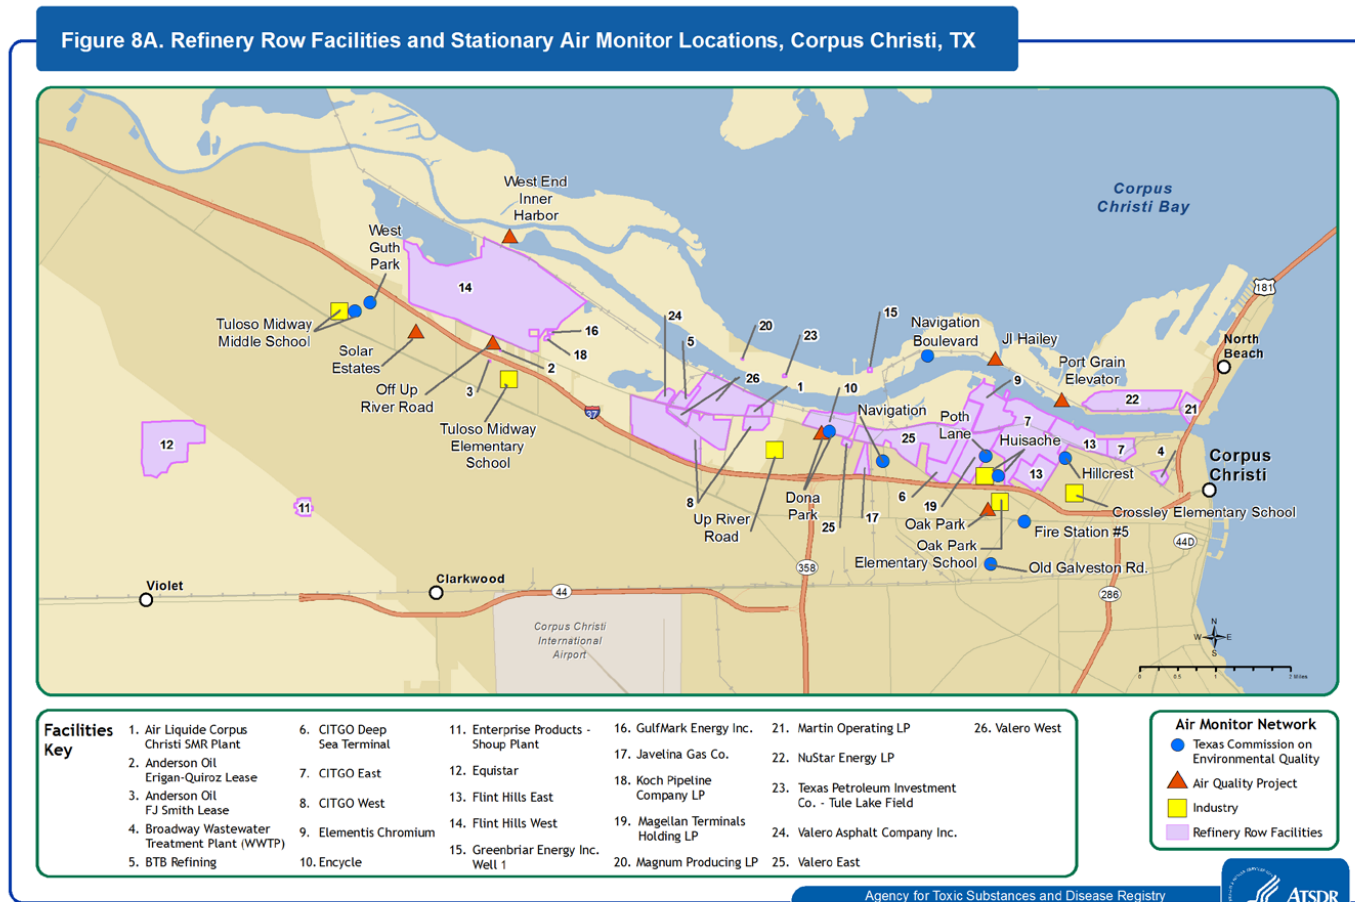 Figure 8A. Refinery Row Facilities and Stationary Air Monitor Locations, Corpus Christi, TX
Corpus
Christi Bay
West End
Inner
Harbor
West
Guth
Park
181
14
Tuloso Midway
Middle School
Solar
Estates
Off Up
River Road
16
18
2
3
Tuloso Midway
Elementary
School
37
24
5
26
20
23
1
15
10
Navigation
Boulevard
JI Hailey
Port Grain
Elevator
North
Beach
9
22
21
Navigation
Poth
Lane
7
Huisache
25
13
7
4
13
Hillcrest
Corpus
Christi
12
11
8
Up River
Road
Dona
Park
25
17
6
19
Oak Park
Oak Park
Elementary School
Crossley Elementary School
Fire Station #5
Old Galveston Rd.
44D
358
286
Violet
Clarkwood
44
Corpus Christi
International
Airport
N
W E
S
0 0.5 1 2 Miles
Facilities
Key
1. Air Liquide Corpus
Christi SMR Plant
2. Anderson Oil
Erigan-Quiroz Lease
3. Anderson Oil
FJ Smith Lease
4. Broadway Wastewater
Treatment Plant (WWTP)
5. BTB Refining
6. CITGO Deep
Sea Terminal
7. CITGO East
8. CITGO West
9. Elementis Chromium
10. Encycle
11. Enterprise Products -
Shoup Plant
12. Equistar
13. Flint Hills East
14. Flint Hills West
15. Greenbriar Energy Inc.
Well 1
16. GulfMark Energy Inc.
17. Javelina Gas Co.
18. Koch Pipeline
Company LP
19. Magellan Terminals
Holding LP
20. Magnum Producing LP
21. Martin Operating LP
22. NuStar Energy LP
23. Texas Petroleum Investment
Co. - Tule Lake Field
24. Valero Asphalt Company Inc.
25. Valero East
26. Valero West
Air Monitor Network
Texas Commission on
Environmental Quality
Air Quality Project
Industry
Refinery Row Facilities
Agency for Toxic Substances and Disease Registry
ATSDR